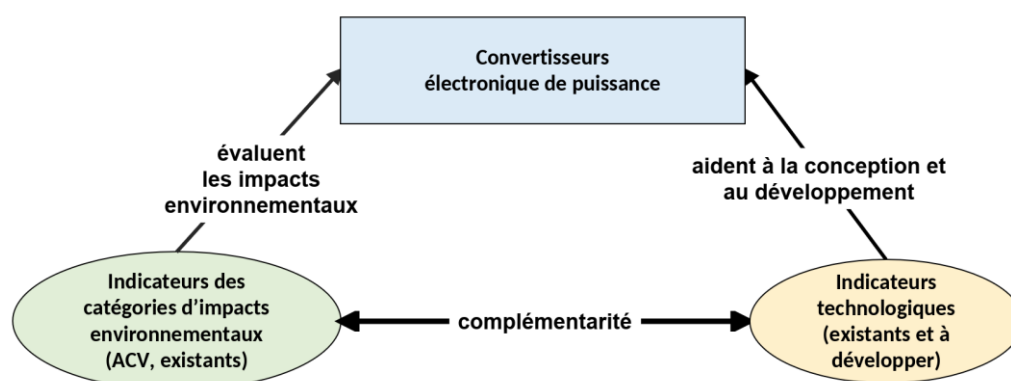 Convertisseurs
électronique de puissance
évaluent
les impacts
environnementaux
aident à la conception et
au développement
Indicateurs des
catégories d’impacts
environnementaux
(ACV, existants)
complémentarité
Indicateurs
technologiques
(existants et à
développer)